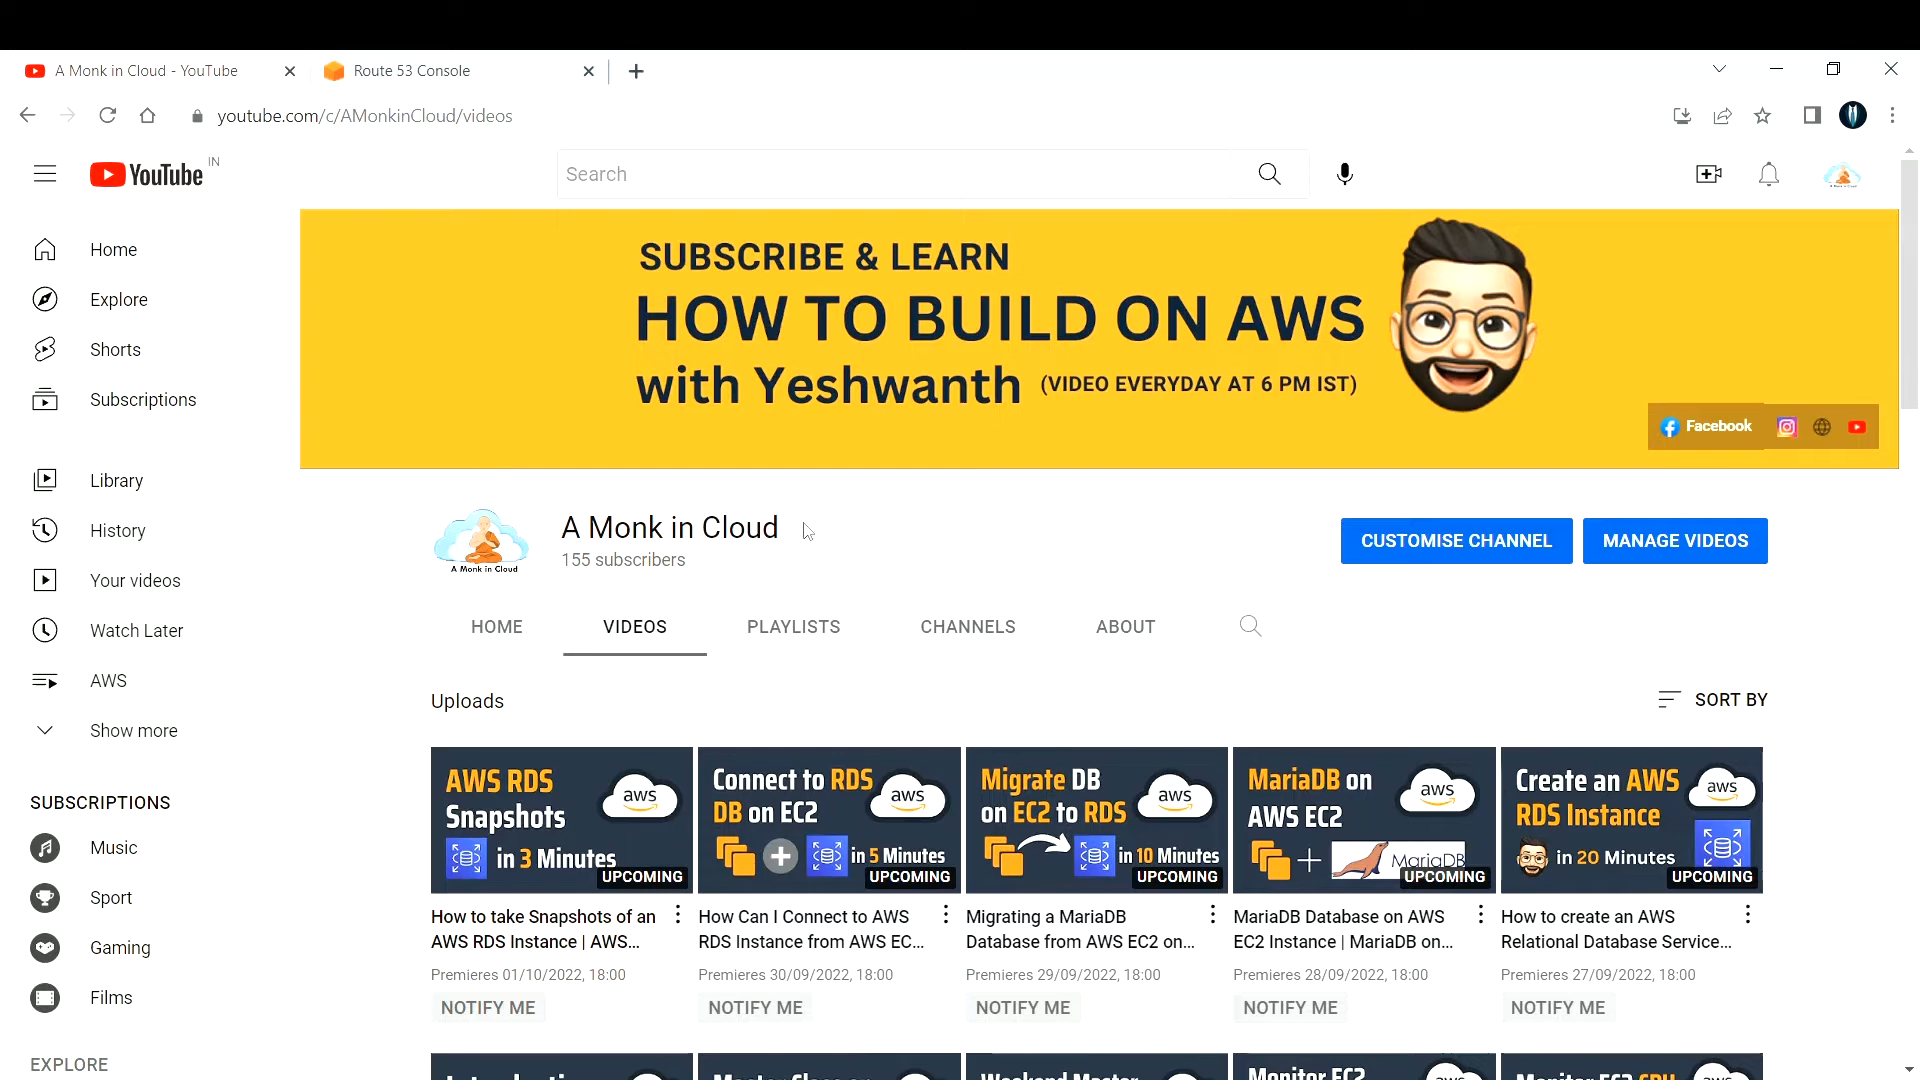 A Monk in Cloud - YouTube
Route 53 Console
youtube.com/c/AMonkinCloud/videos
YouTube IN
Search
Home
Explore
Shorts
Subscriptions
Library
History
Your videos
Watch Later
AWS
Show more
SUBSCRIPTIONS
Music
Sport
Gaming
Films
EXPLORE
SUBSCRIBE & LEARN
HOW TO BUILD ON AWS
with Yeshwanth (VIDEO EVERYDAY AT 6 PM IST)
Facebook
A Monk in Cloud
A Monk in Cloud
155 subscribers
CUSTOMISE CHANNEL
MANAGE VIDEOS
HOME
VIDEOS
PLAYLISTS
CHANNELS
ABOUT
Uploads
SORT BY
AWS RDS
Snapshots
aws
in 3 Minutes
UPCOMING
How to take Snapshots of an
AWS RDS Instance | AWS...
Premieres 01/10/2022, 18:00
NOTIFY ME
Connect to RDS
DB on EC2
aws
in 5 Minutes
UPCOMING
How Can I Connect to AWS
RDS Instance from AWS EC...
Premieres 30/09/2022, 18:00
NOTIFY ME
Migrate DB
on EC2 to RDS
aws
in 10 Minutes
UPCOMING
Migrating a MariaDB
Database from AWS EC2 on...
Premieres 29/09/2022, 18:00
NOTIFY ME
MariaDB on
AWS EC2
aws
MariaDB
UPCOMING
MariaDB Database on AWS
EC2 Instance | MariaDB on...
Premieres 28/09/2022, 18:00
NOTIFY ME
Create an AWS
RDS Instance
aws
in 20 Minutes
UPCOMING
How to create an AWS
Relational Database Service...
Premieres 27/09/2022, 18:00
NOTIFY ME
Monitor EC2
aws
Monitor EC2 CPU
aws